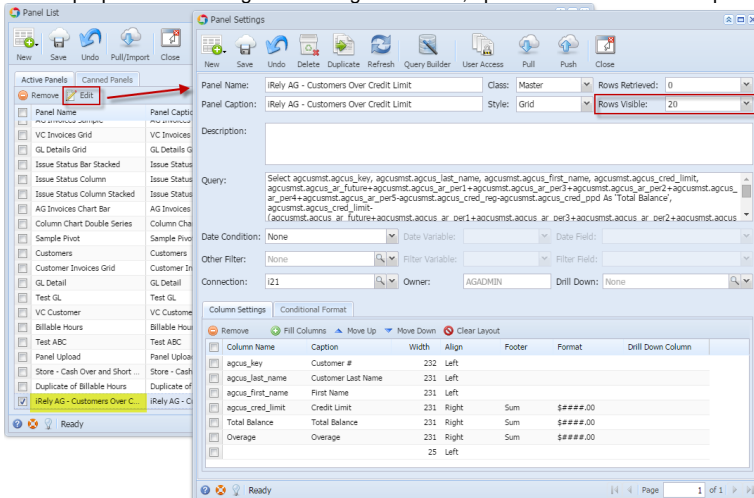 Panel List
New Save Undo Pull/Import Close
Active Panels Canned Panels
Remove Edit
Panel Name Panel Captio
VC Invoices Grid VC Invoices
GL Details Grid GL Details G
Issue Status Bar Stacked Issue Status
Issue Status Column Issue Status
Issue Status Column Stacked Issue Status
AG Invoices Chart Bar AG Invoices
Column Chart Double Series Column Cha
Sample Pivot Sample Pivo
Customers Customers
Customer Invoices Grid Customer In
GL Detail GL Detail
Test GL Test GL
VC Customer VC Custome
Billable Hours Billable Hou
Test ABC Test ABC
Panel Upload Panel Uploa
Store - Cash Over and Short ... Store - Cash
Duplicate of Billable Hours Duplicate of
iRely AG - Customers Over C... iRely AG - C
Ready
Panel Settings
New Save Undo Delete Duplicate Refresh Query Builder User Access Pull Push Close
Panel Name: iRely AG - Customers Over Credit Limit Class: Master Rows Retrieved: 0
Panel Caption: iRely AG - Customers Over Credit Limit Style: Grid Rows Visible: 20
Description:
Query: Select agcusmst.agcus_key, agcusmst.agcus_last_name, agcusmst.agcus_first_name, agcusmst.agcus_cred_limit,
agcusmst.agcus_ar_future+agcusmst.agcus_ar_per1+agcusmst.agcus_ar_per3+agcusmst.agcus_ar_per2+agcusmst.agcus_
ar_per4+agcusmst.agcus_ar_per5-agcusmst.agcus_cred_reg-agcusmst.agcus_cred_ppd As 'Total Balance',
agcusmst.agcus_cred_limit-
(agcusmst.agcus_ar_future+agcusmst.agcus_ar_per1+agcusmst.agcus_ar_per3+agcusmst.agcus_ar_per2+agcusmst.agcus
Date Condition: None Date Variable: Date Field:
Other Filter: None Filter Variable: Filter Field:
Connection: i21 Owner: AGADMIN Drill Down: None
Column Settings Conditional Format
Remove Fill Columns Move Up Move Down Clear Layout
Column Name Caption Width Align Footer Format Drill Down Column
agcus_key Customer # 232 Left
agcus_last_name Customer Last Name 231 Left
agcus_first_name First Name 231 Left
agcus_cred_limit Credit Limit 231 Right Sum $####.00
Total Balance Total Balance 231 Right Sum $####.00
Overage Overage 231 Right Sum $####.00
25 Left
Ready Page 1 of 1